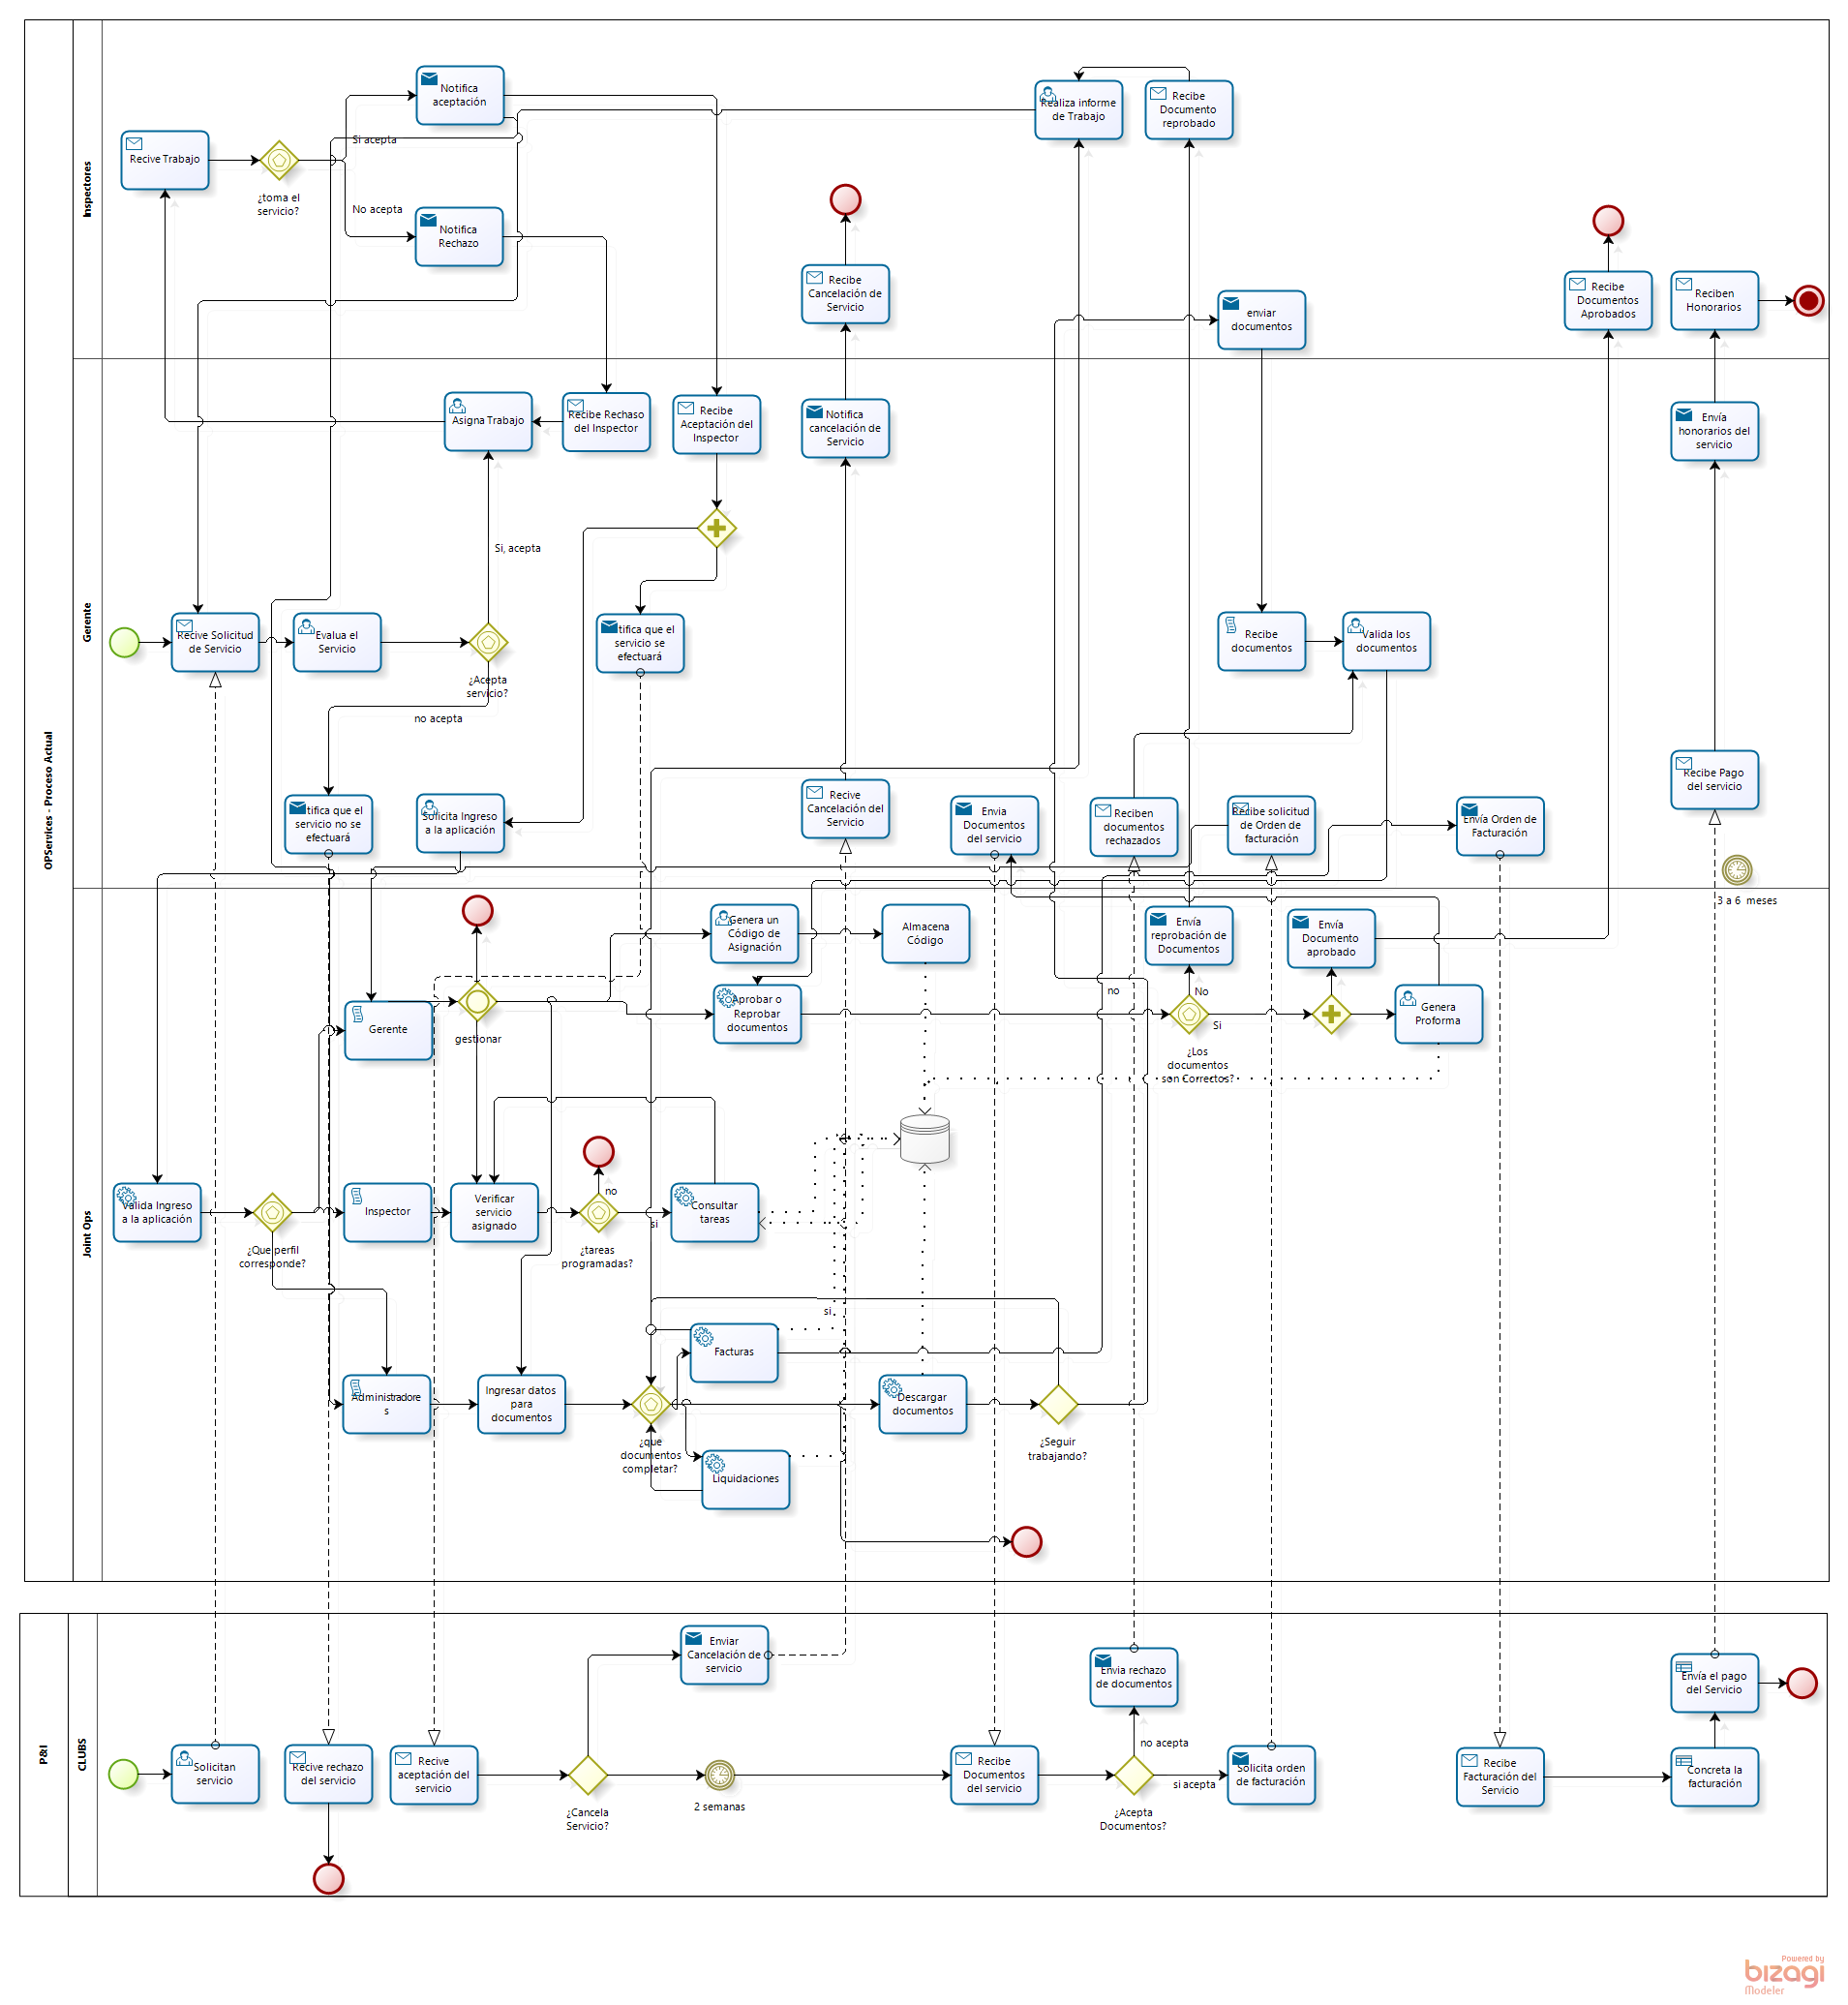 OPServices - Proceso Actual
Inspectores
Notifica
aceptación
Si acepta
Recive Trabajo
¿toma el
servicio?
No acepta
Notifica
Rechazo
Realiza informe
de Trabajo
Recibe
Documento
reprobado
Recibe
Cancelación de
Servicio
enviar
documentos
Recibe
Documentos
Aprobados
Reciben
Honorarios
Gerente
Asigna Trabajo
Recibe Rechaso
del Inspector
Recibe
Aceptación del
Inspector
Notifica
cancelación de
Servicio
Envía
honorarios del
servicio
Si, acepta
Recive Solicitud
de Servicio
Evalua el
Servicio
¿Acepta
servicio?
no acepta
tifica que el
servicio se
efectuará
Recibe
documentos
Valida los
documentos
tifica que el
servicio no se
efectuará
Solicita Ingreso
a la aplicación
Recive
Cancelación del
Servicio
Envia
Documentos
del servicio
Reciben
documentos
rechazados
Recibe solicitud
de Orden de
facturación
Envía Orden de
Facturación
Recibe Pago
del servicio
3 a 6 meses
Joint Ops
Genera un
Código de
Asignación
Almacena
Código
Envía
reprobación de
Documentos
Envía
Documento
aprobado
Gerente
gestionar
Aprobar o
Reprobar
documentos
no
No
Si
¿Los
documentos
son Correctos?
Genera
Proforma
Valida Ingreso
a la aplicación
¿Que perfil
corresponde?
Inspector
Verificar
servicio
asignado
no
¿tareas
programadas?
si
Consultar
tareas
si
Facturas
Administradore
s
Ingresar datos
para
documentos
¿que
documentos
completar?
Descargar
documentos
¿Seguir
trabajando?
Liquidaciones
P&I
CLUBS
Enviar
Cancelación de
servicio
Envia rechazo
de documentos
Envía el pago
del Servicio
no acepta
Solicitan
servicio
Recive rechazo
del servicio
Recive
aceptación del
servicio
¿Cancela
Servicio?
2 semanas
Recibe
Documentos
del servicio
¿Acepta
Documentos?
si acepta
Solicita orden
de facturación
Recibe
Facturación del
Servicio
Concreta la
facturación
Powered by
bizagi
Modeler